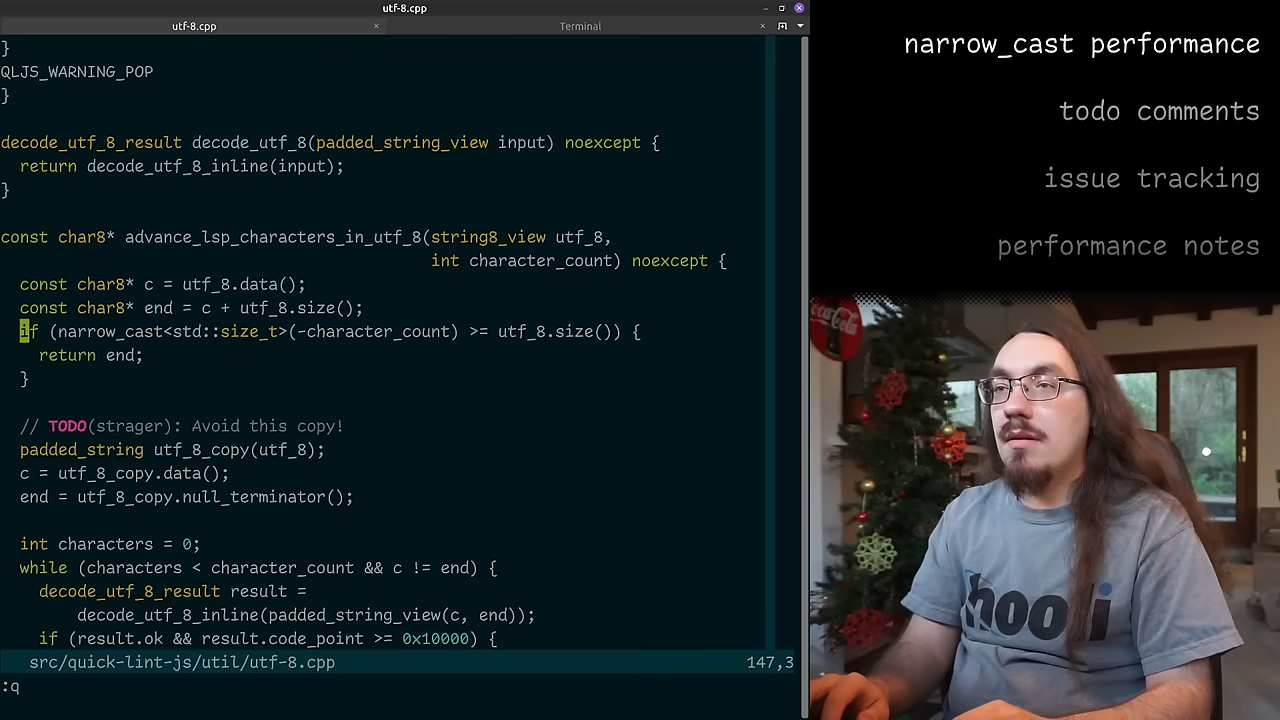 utf-8.cpp
utf-8.cpp
Terminal
}
QLJS_WARNING_POP
}
decode_utf_8_result decode_utf_8(padded_string_view input) noexcept {
return decode_utf_8_inline(input);
}
const char8* advance_lsp_characters_in_utf_8(string8_view utf_8,
int character_count) noexcept {
const char8* c = utf_8.data();
const char8* end = c + utf_8.size();
if (narrow_cast<std::size_t>(-character_count) >= utf_8.size()) {
return end;
}
// TODO(strager): Avoid this copy!
padded_string utf_8_copy(utf_8);
c = utf_8_copy.data();
end = utf_8_copy.null_terminator();
int characters = 0;
while (characters < character_count && c != end) {
decode_utf_8_result result =
decode_utf_8_inline(padded_string_view(c, end));
if (result.ok && result.code_point >= 0x10000) {
src/quick-lint-js/util/utf-8.cpp 147,3
:q
narrow_cast performance
todo comments
issue tracking
performance notes
Coca-Cola
hooli